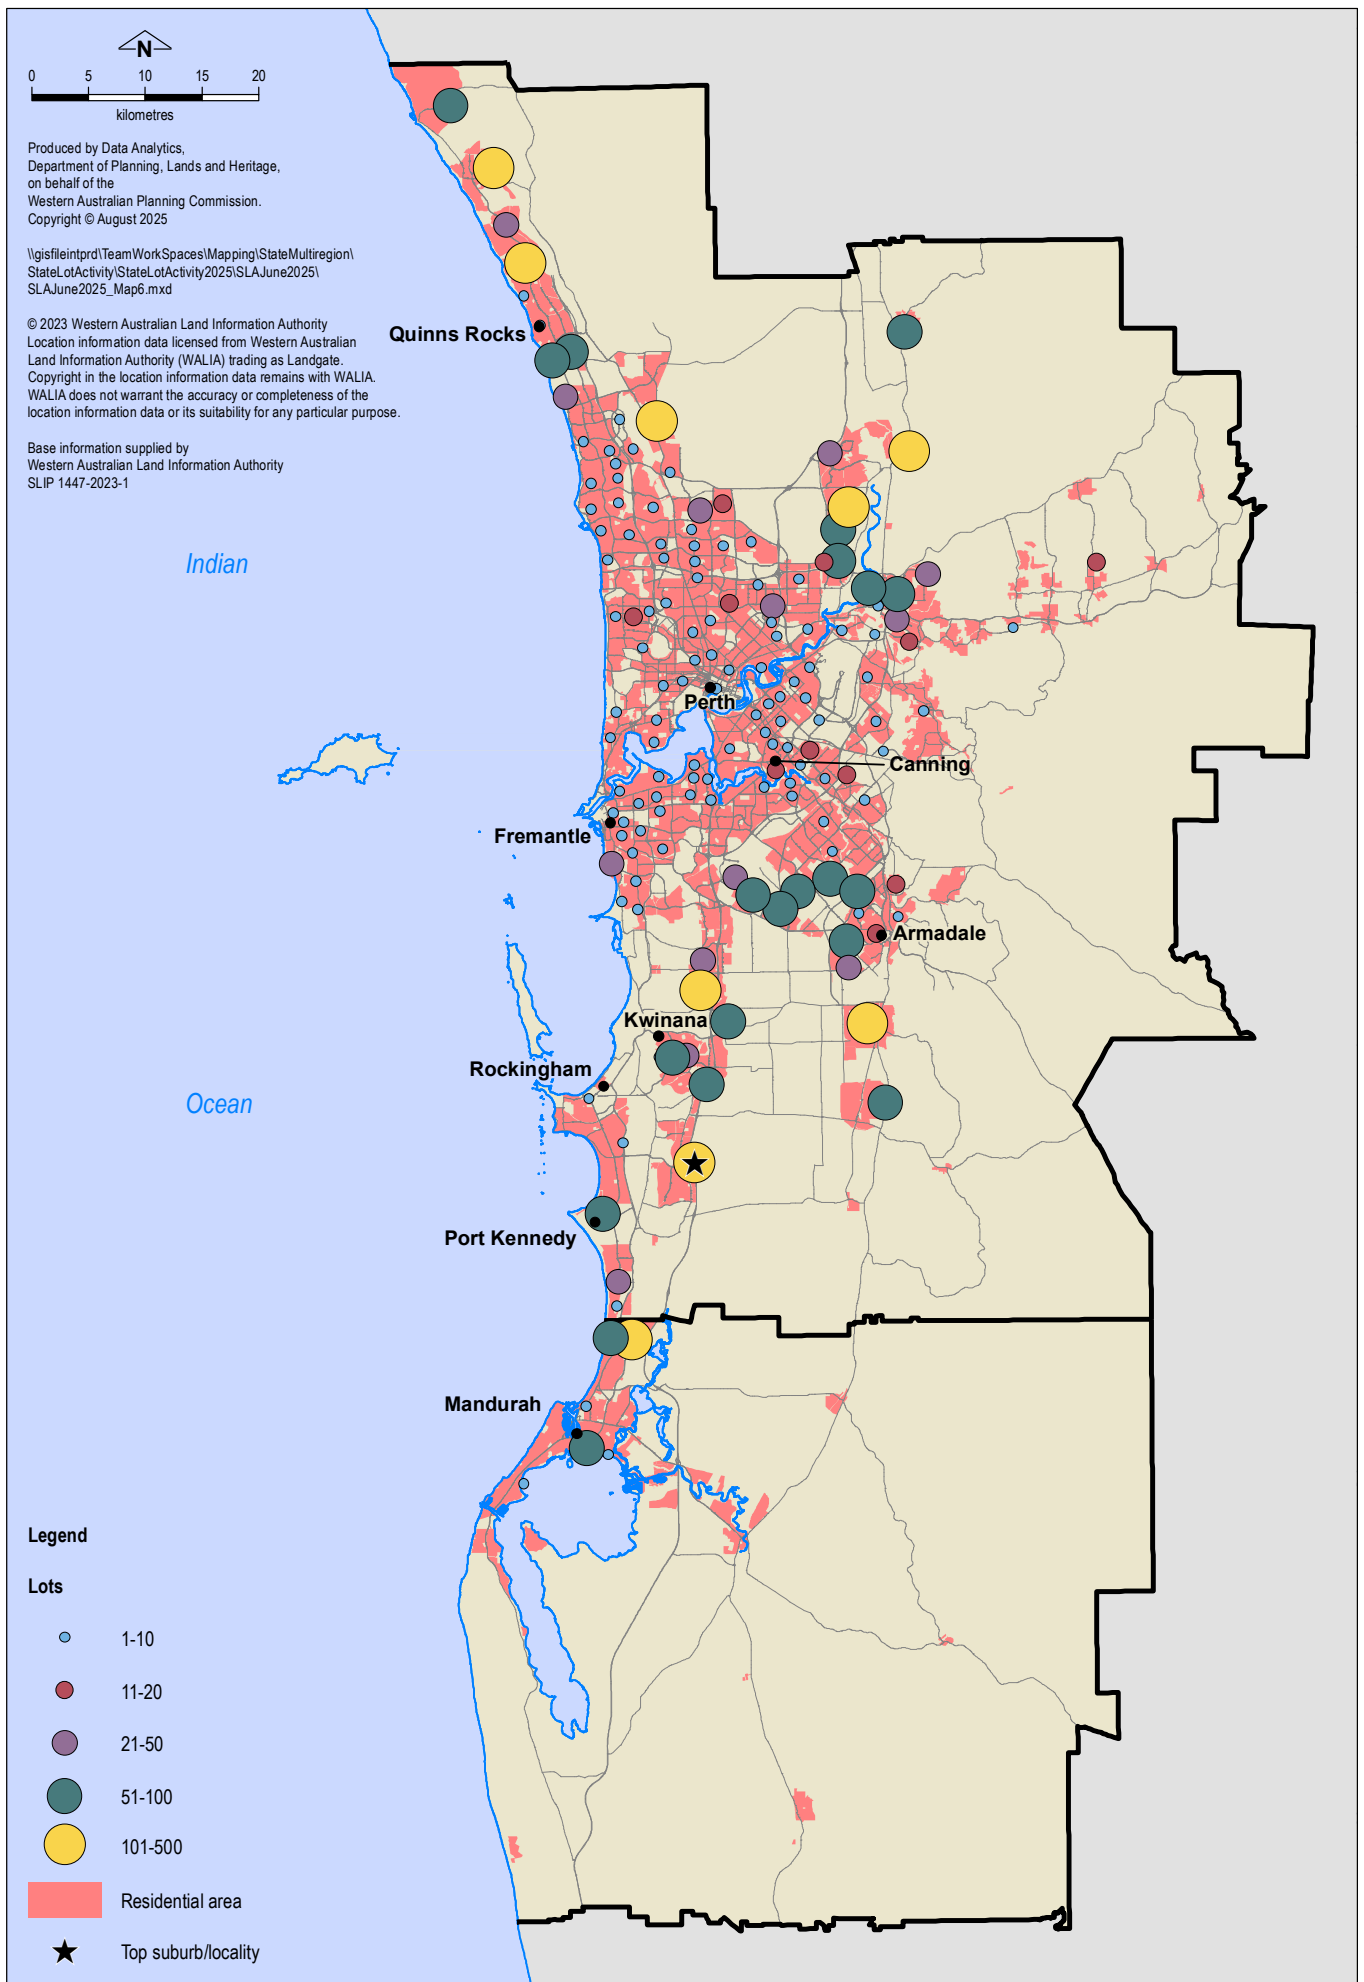 N
0 5 10 15 20
kilometres
Produced by Data Analytics,
Department of Planning, Lands and Heritage,
on behalf of the
Western Australian Planning Commission.
Copyright © August 2025
\\gisfileintprd\TeamWorkSpaces\Mapping\StateMultiregion\
StateLotActivity\StateLotActivity2025\SLAJune2025\
SLAJune2025_Map6.mxd
© 2023 Western Australian Land Information Authority
Location information data licensed from Western Australian
Land Information Authority (WALIA) trading as Landgate.
Copyright in the location information data remains with WALIA.
WALIA does not warrant the accuracy or completeness of the
location information data or its suitability for any particular purpose.
Base information supplied by
Western Australian Land Information Authority
SLIP 1447-2023-1
Quinns Rocks
Indian
Perth
Canning
Fremantle
Armadale
Kwinana
Rockingham
Ocean
Port Kennedy
Mandurah
Legend
Lots
1-10
11-20
21-50
51-100
101-500
Residential area
Top suburb/locality